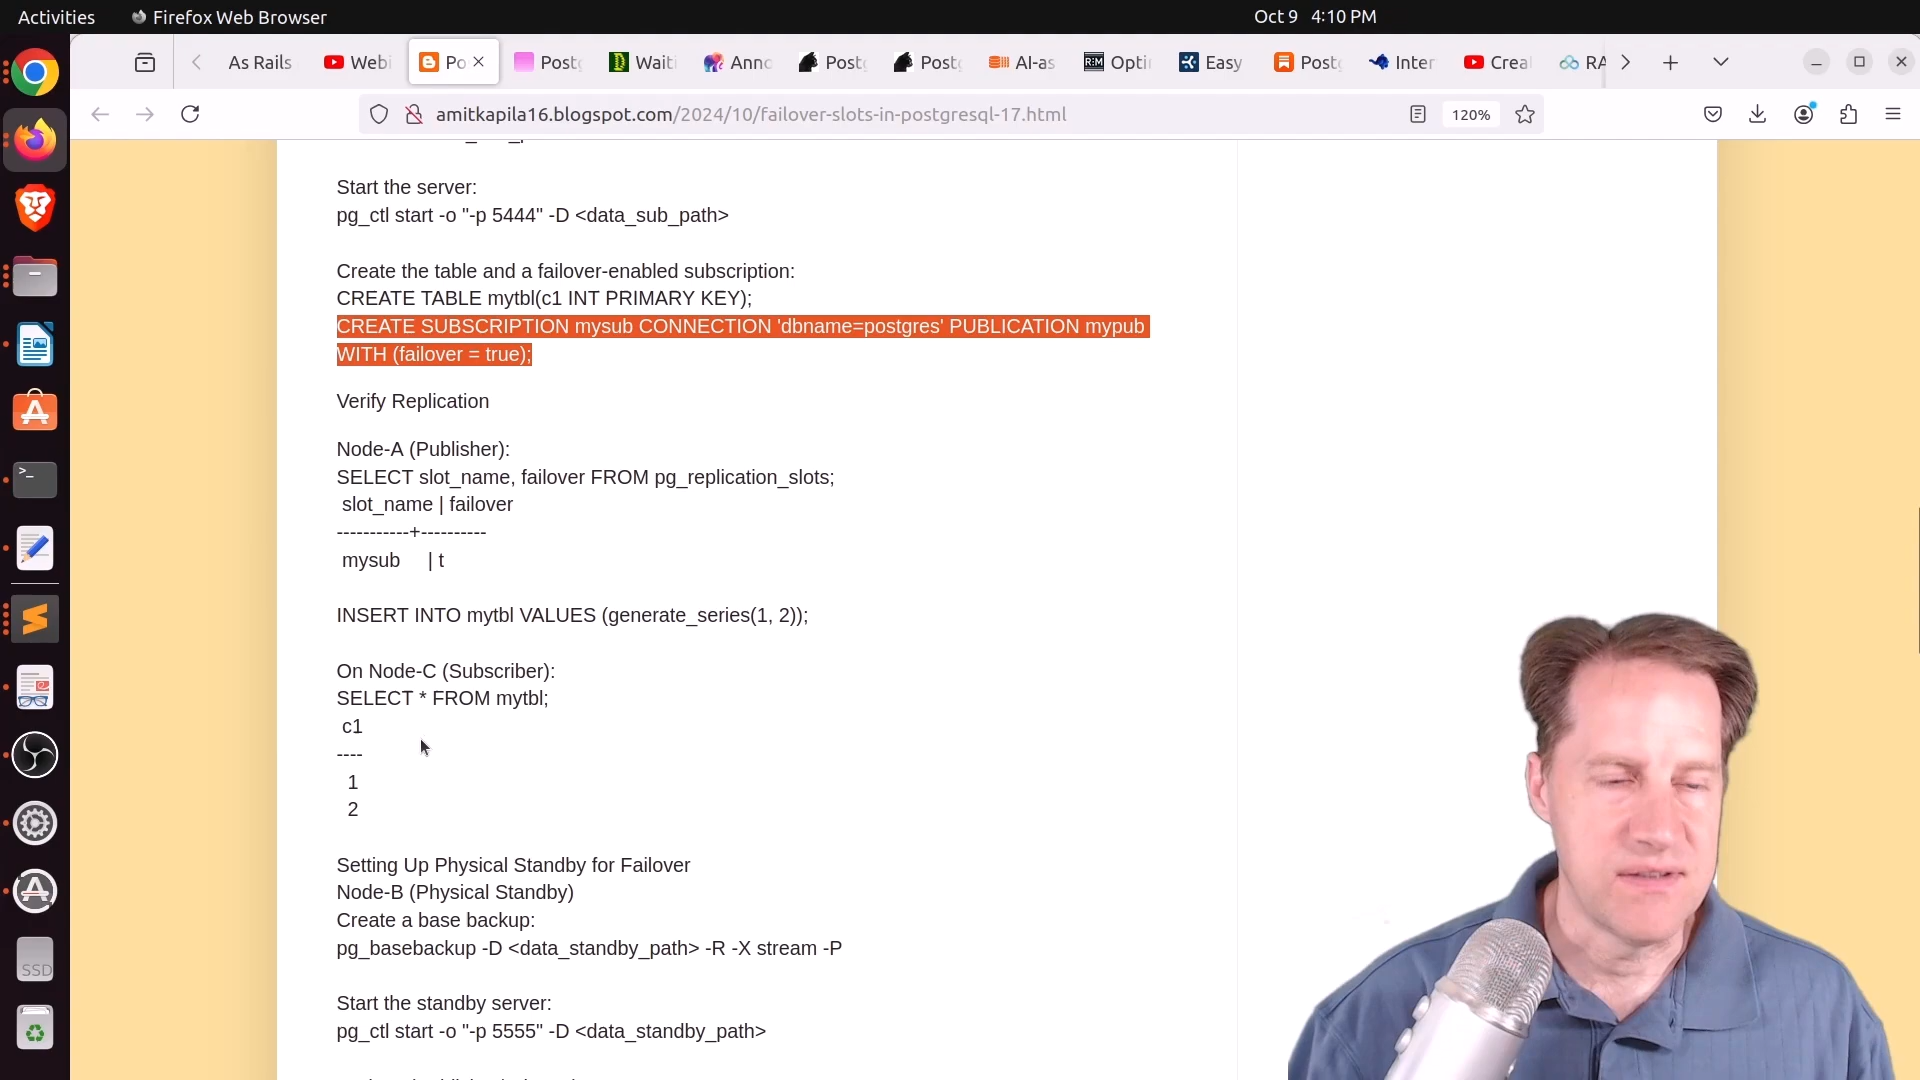 Activities
Firefox Web Browser
Oct 9 4:10 PM
As Rails
Webi
Po
Post
Waiti
Anno
Post
Post
AI-as
Opti
Easy
Post
Inter
Crea
RA
amitkapila16.blogspot.com/2024/10/failover-slots-in-postgresql-17.html
120%
Start the server:
pg_ctl start -o "-p 5444" -D <data_sub_path>
Create the table and a failover-enabled subscription:
CREATE TABLE mytbl(c1 INT PRIMARY KEY);
CREATE SUBSCRIPTION mysub CONNECTION 'dbname=postgres' PUBLICATION mypub
WITH (failover = true);
Verify Replication
Node-A (Publisher):
SELECT slot_name, failover FROM pg_replication_slots;
slot_name | failover
-----------+----------
mysub | t
INSERT INTO mytbl VALUES (generate_series(1, 2));
On Node-C (Subscriber):
SELECT * FROM mytbl;
c1
----
1
2
Setting Up Physical Standby for Failover
Node-B (Physical Standby)
Create a base backup:
pg_basebackup -D <data_standby_path> -R -X stream -P
Start the standby server:
pg_ctl start -o "-p 5555" -D <data_standby_path>
SSD